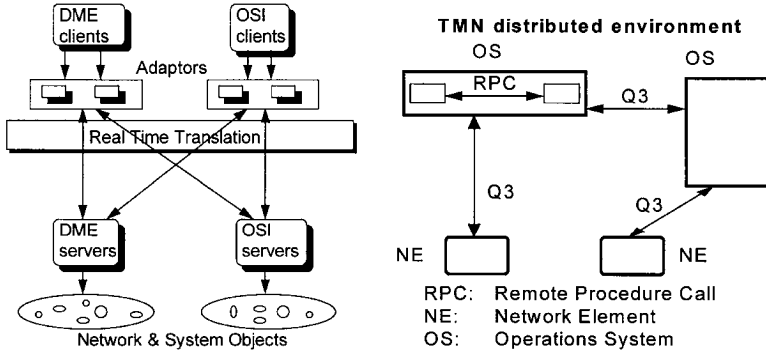 DME
clients
OSI
clients
Adaptors
Real Time Translation
DME
servers
OSI
servers
Network & System Objects
TMN distributed environment
OS
OS
RPC
Q3
Q3
Q3
NE
NE
RPC: Remote Procedure Call
NE: Network Element
OS: Operations System